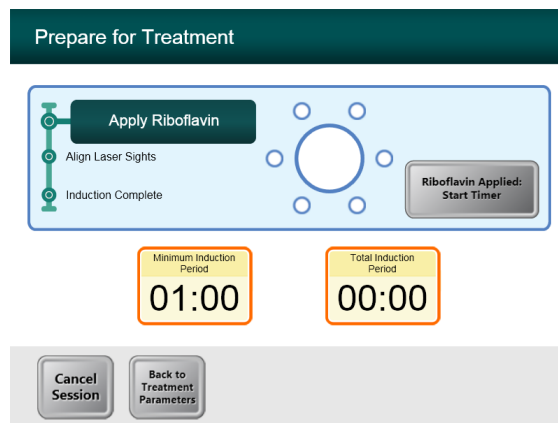 Prepare for Treatment
Apply Riboflavin
Align Laser Sights
Induction Complete
Riboflavin Applied:
Start Timer
Minimum Induction
Period
01:00
Total Induction
Period
00:00
Cancel
Session
Back to
Treatment
Parameters